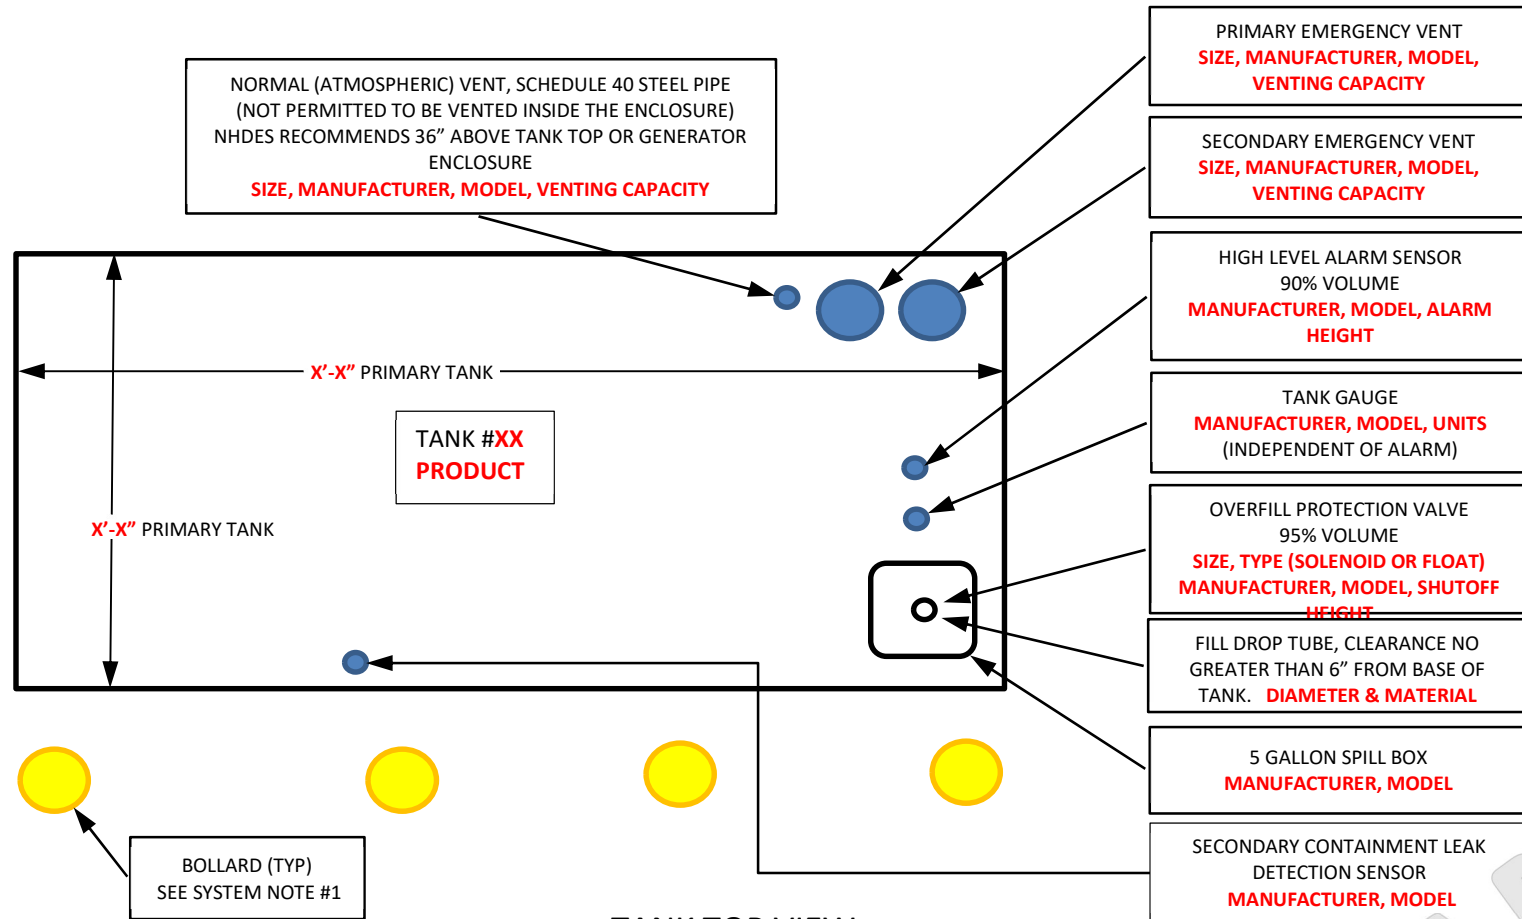 PRIMARY EMERGENCY VENT
SIZE, MANUFACTURER, MODEL,
VENTING CAPACITY
NORMAL (ATMOSPHERIC) VENT, SCHEDULE 40 STEEL PIPE
(NOT PERMITTED TO BE VENTED INSIDE THE ENCLOSURE)
NHDES RECOMMENDS 36” ABOVE TANK TOP OR GENERATOR
ENCLOSURE
SIZE, MANUFACTURER, MODEL, VENTING CAPACITY
SECONDARY EMERGENCY VENT
SIZE, MANUFACTURER, MODEL,
VENTING CAPACITY
HIGH LEVEL ALARM SENSOR
90% VOLUME
MANUFACTURER, MODEL, ALARM
HEIGHT
X’-X” PRIMARY TANK
TANK #XX
PRODUCT
X’-X” PRIMARY TANK
TANK GAUGE
MANUFACTURER, MODEL, UNITS
(INDEPENDENT OF ALARM)
OVERFILL PROTECTION VALVE
95% VOLUME
SIZE, TYPE (SOLENOID OR FLOAT)
MANUFACTURER, MODEL, SHUTOFF
HEIGHT
FILL DROP TUBE, CLEARANCE NO
GREATER THAN 6” FROM BASE OF
TANK. DIAMETER & MATERIAL
5 GALLON SPILL BOX
MANUFACTURER, MODEL
SECONDARY CONTAINMENT LEAK
DETECTION SENSOR
MANUFACTURER, MODEL
BOLLARD (TYP)
SEE SYSTEM NOTE #1
TANK TOP VIEW